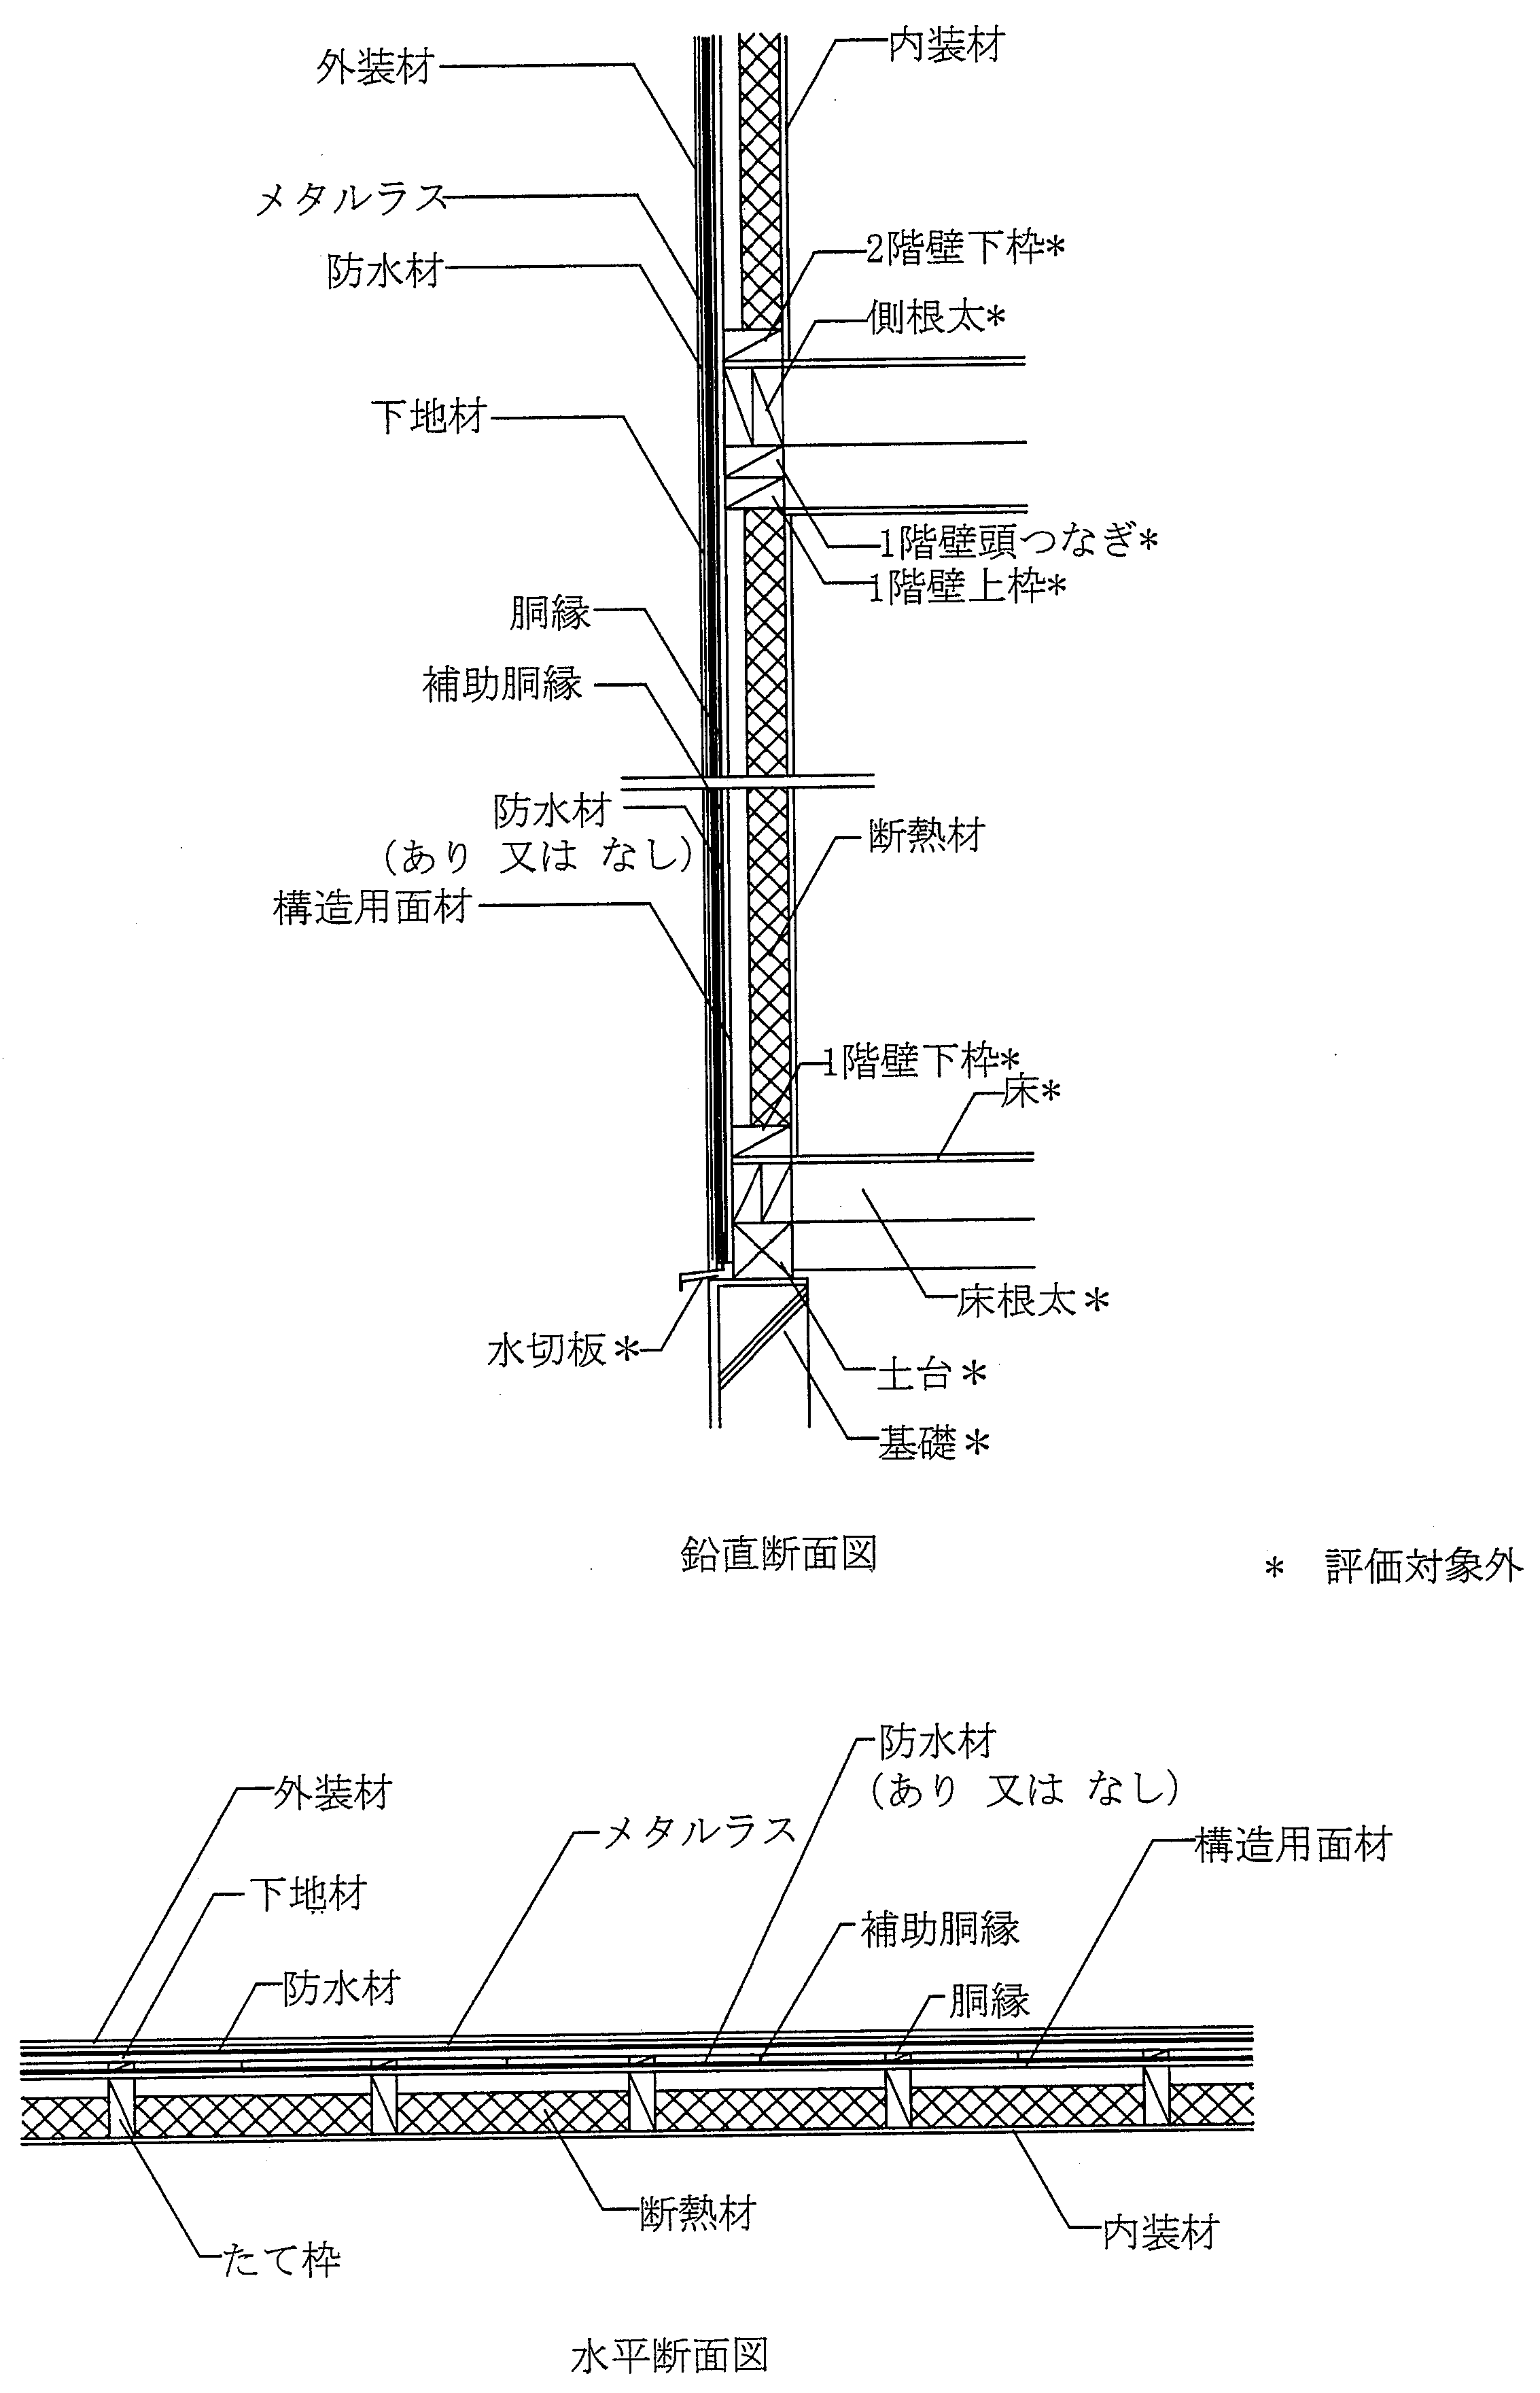 内装材
外装材
メタルラス
2階壁下枠*
防水材
側根太*
下地材
1階壁頭つなぎ*
1階壁上枠*
胴縁
補助胴縁
防水材
(あり 又は なし)
断熱材
構造用面材
1階壁下枠*
床*
床根太*
水切板*
土台*
基礎*
鉛直断面図
* 評価対象外
防水材
(あり 又は なし)
外装材
メタルラス
構造用面材
下地材
補助胴縁
防水材
胴縁
断熱材
内装材
たて枠
水平断面図